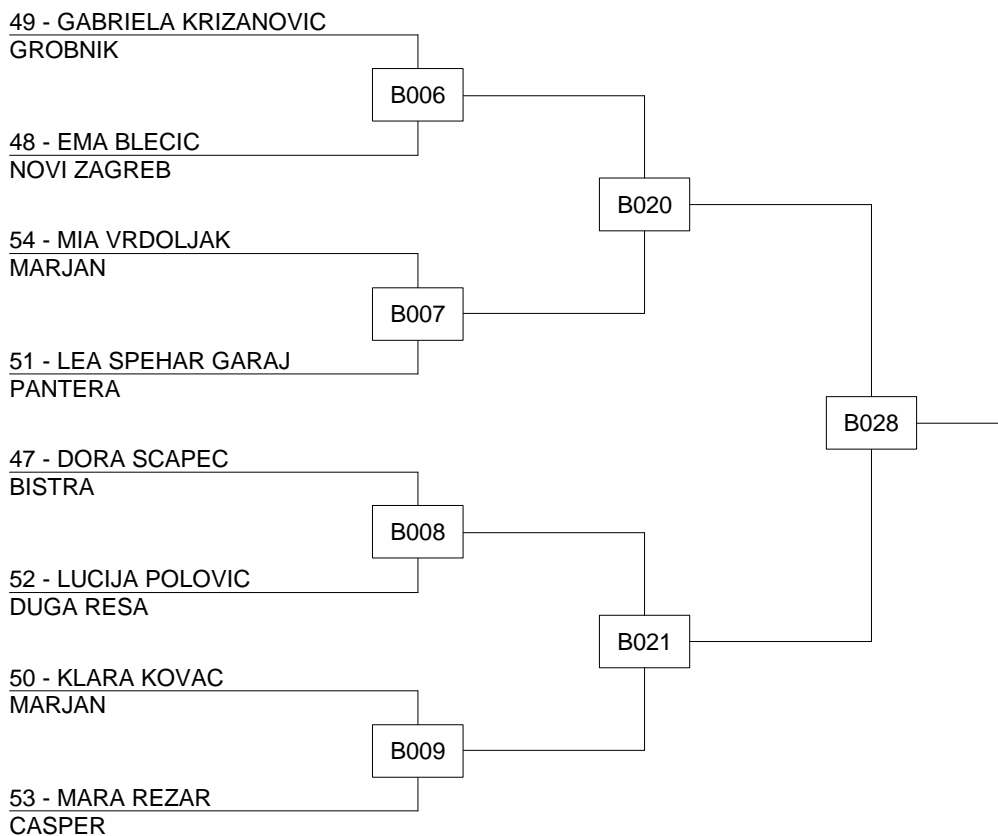 49 - GABRIELA KRIZANOVIC
GROBNIK
B006
48 - EMA BLECIC
NOVI ZAGREB
B020
54 - MIA VRDOLJAK
MARJAN
B007
51 - LEA SPEHAR GARAJ
PANTERA
B028
47 - DORA SCAPEC
BISTRA
B008
52 - LUCIJA POLOVIC
DUGA RESA
B021
50 - KLARA KOVAC
MARJAN
B009
53 - MARA REZAR
CASPER